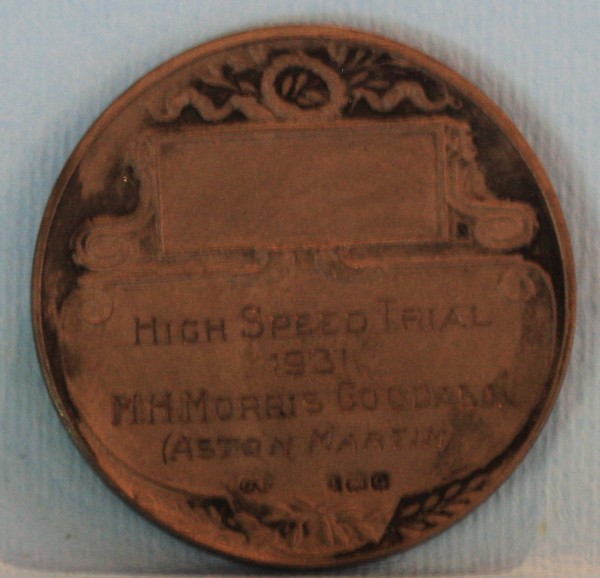 HIGH SPEED TRIAL
1931
M.H. MORRIS GOODALL
(ASTON MARTIN)